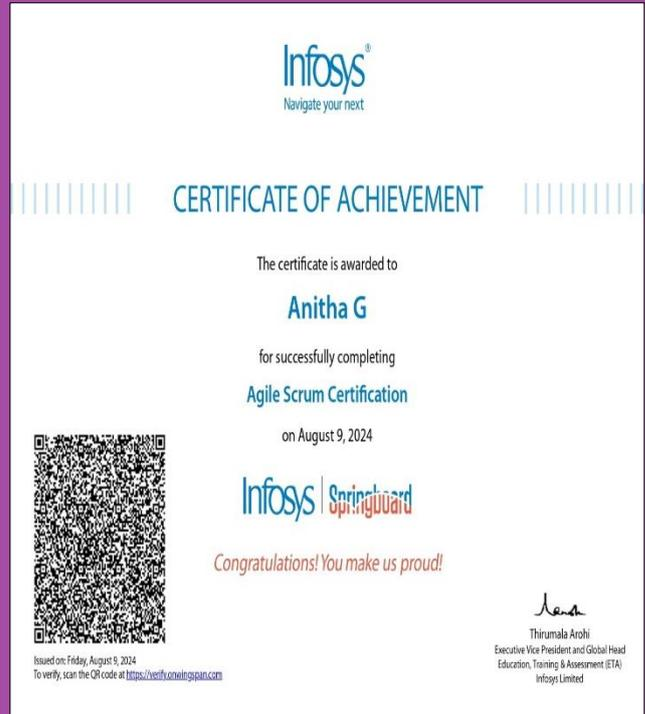 Infosys®
Navigate your next
CERTIFICATE OF ACHIEVEMENT
The certificate is awarded to
Anitha G
for successfully completing
Agile Scrum Certification
on August 9, 2024
Infosys | Springboard
Congratulations! You make us proud!
Issued on: Friday, August 9, 2024
To verify, scan the QR code at https://verify.onwingspan.com
Thirumala Arohi
Executive Vice President and Global Head
Education, Training & Assessment (ETA)
Infosys Limited